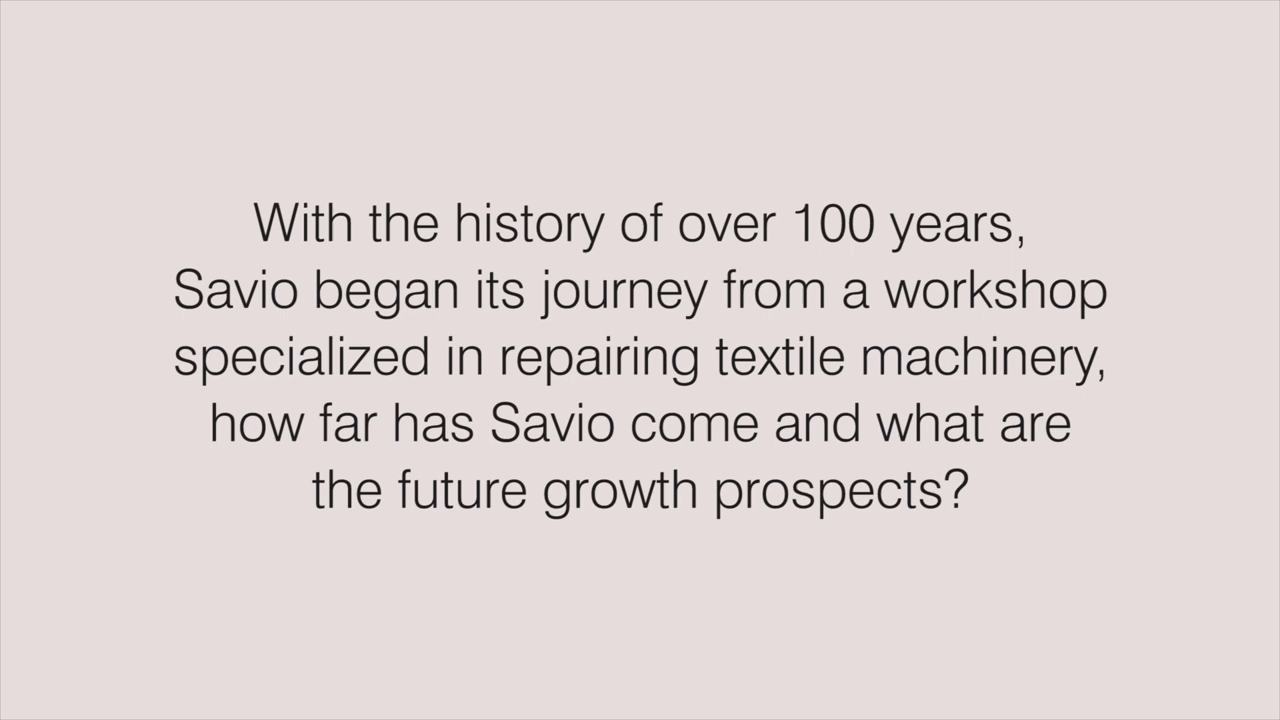 With the history of over 100 years,
Savio began its journey from a workshop
specialized in repairing textile machinery,
how far has Savio come and what are
the future growth prospects?